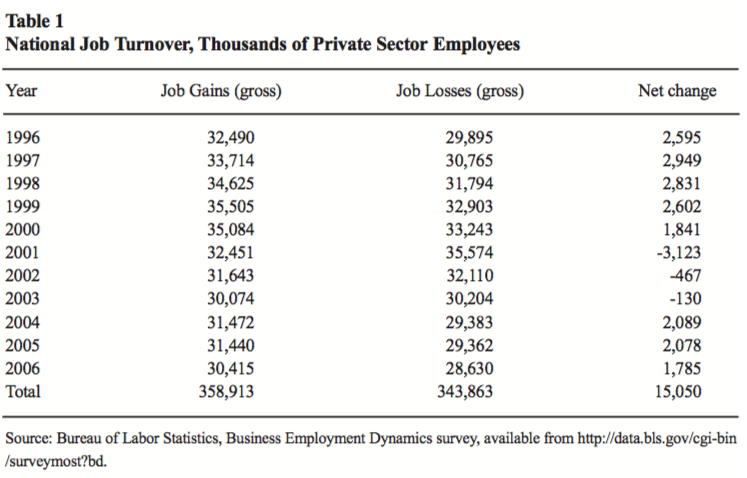 Table 1
National Job Turnover, Thousands of Private Sector Employees
Year Job Gains (gross) Job Losses (gross) Net change
1996 32,490 29,895 2,595
1997 33,714 30,765 2,949
1998 34,625 31,794 2,831
1999 35,505 32,903 2,602
2000 35,084 33,243 1,841
2001 32,451 35,574 -3,123
2002 31,643 32,110 -467
2003 30,074 30,204 -130
2004 31,472 29,383 2,089
2005 31,440 29,362 2,078
2006 30,415 28,630 1,785
Total 358,913 343,863 15,050
Source: Bureau of Labor Statistics, Business Employment Dynamics survey, available from http://data.bls.gov/cgi-bin
/surveymost?bd.